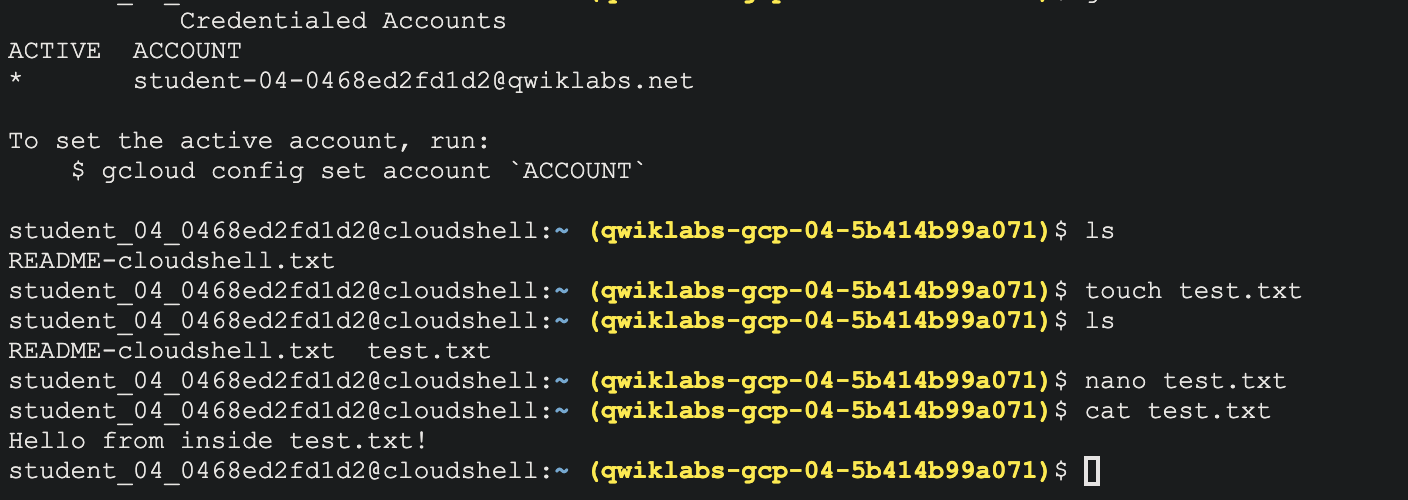 Credentialed Accounts
ACTIVE  ACCOUNT
*       student-04-0468ed2fd1d2@qwiklabs.net
To set the active account, run:
    $ gcloud config set account `ACCOUNT`
student_04_0468ed2fd1d2@cloudshell:~ (qwiklabs-gcp-04-5b414b99a071)$ ls
README-cloudshell.txt
student_04_0468ed2fd1d2@cloudshell:~ (qwiklabs-gcp-04-5b414b99a071)$ touch test.txt
student_04_0468ed2fd1d2@cloudshell:~ (qwiklabs-gcp-04-5b414b99a071)$ ls
README-cloudshell.txt  test.txt
student_04_0468ed2fd1d2@cloudshell:~ (qwiklabs-gcp-04-5b414b99a071)$ nano test.txt
student_04_0468ed2fd1d2@cloudshell:~ (qwiklabs-gcp-04-5b414b99a071)$ cat test.txt
Hello from inside test.txt!
student_04_0468ed2fd1d2@cloudshell:~ (qwiklabs-gcp-04-5b414b99a071)$